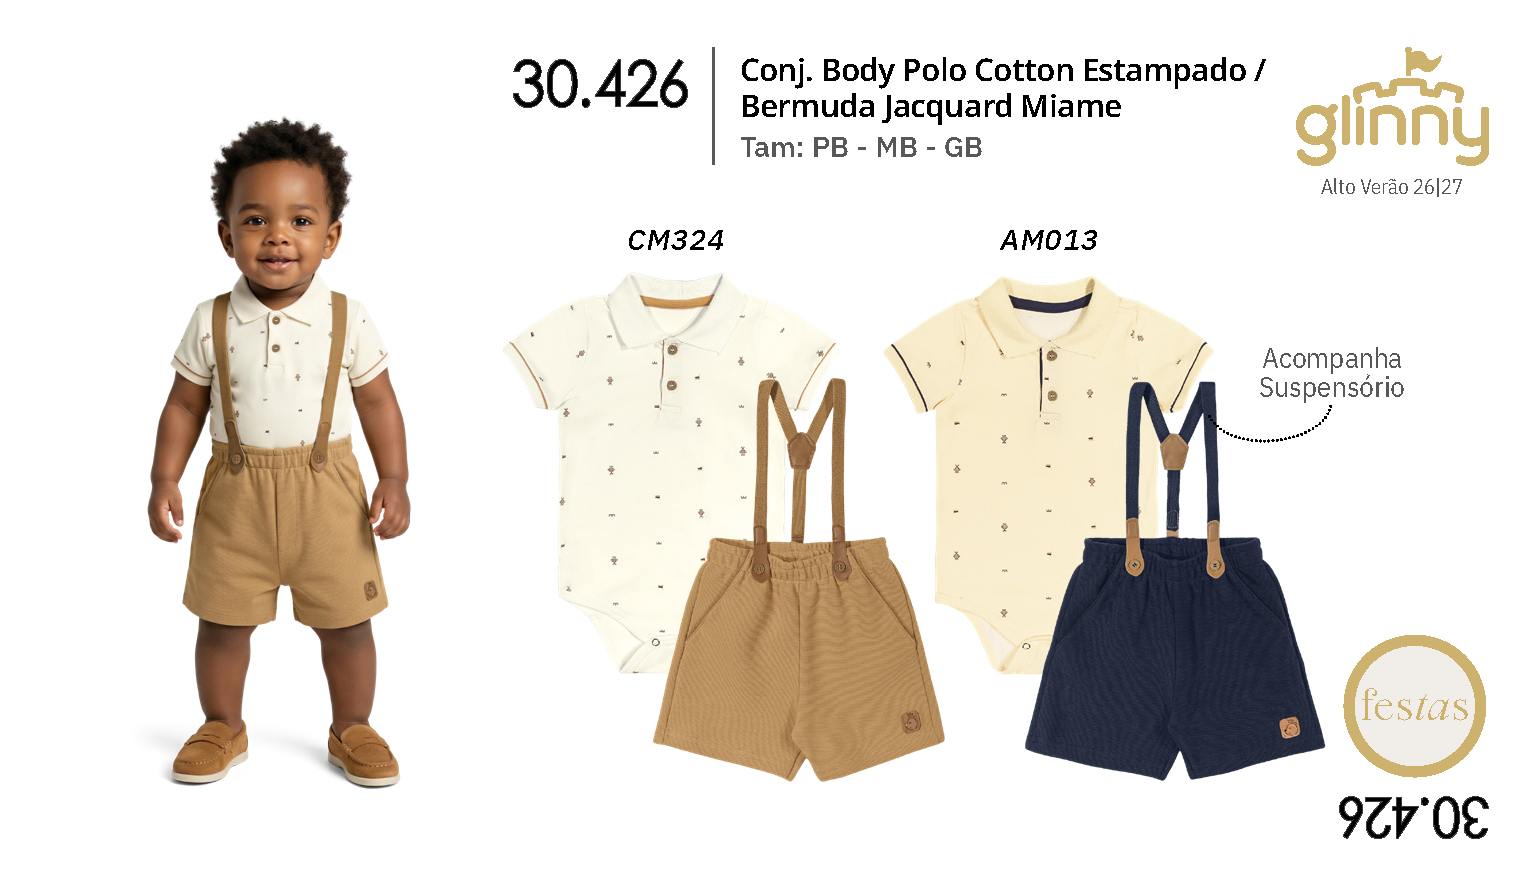 30.426
Conj. Body Polo Cotton Estampado /
Bermuda Jacquard Miame
Tam: PB - MB - GB
glinny
Alto Verão 26|27
CM324
AM013
Acompanha
Suspensório
festas
30.426